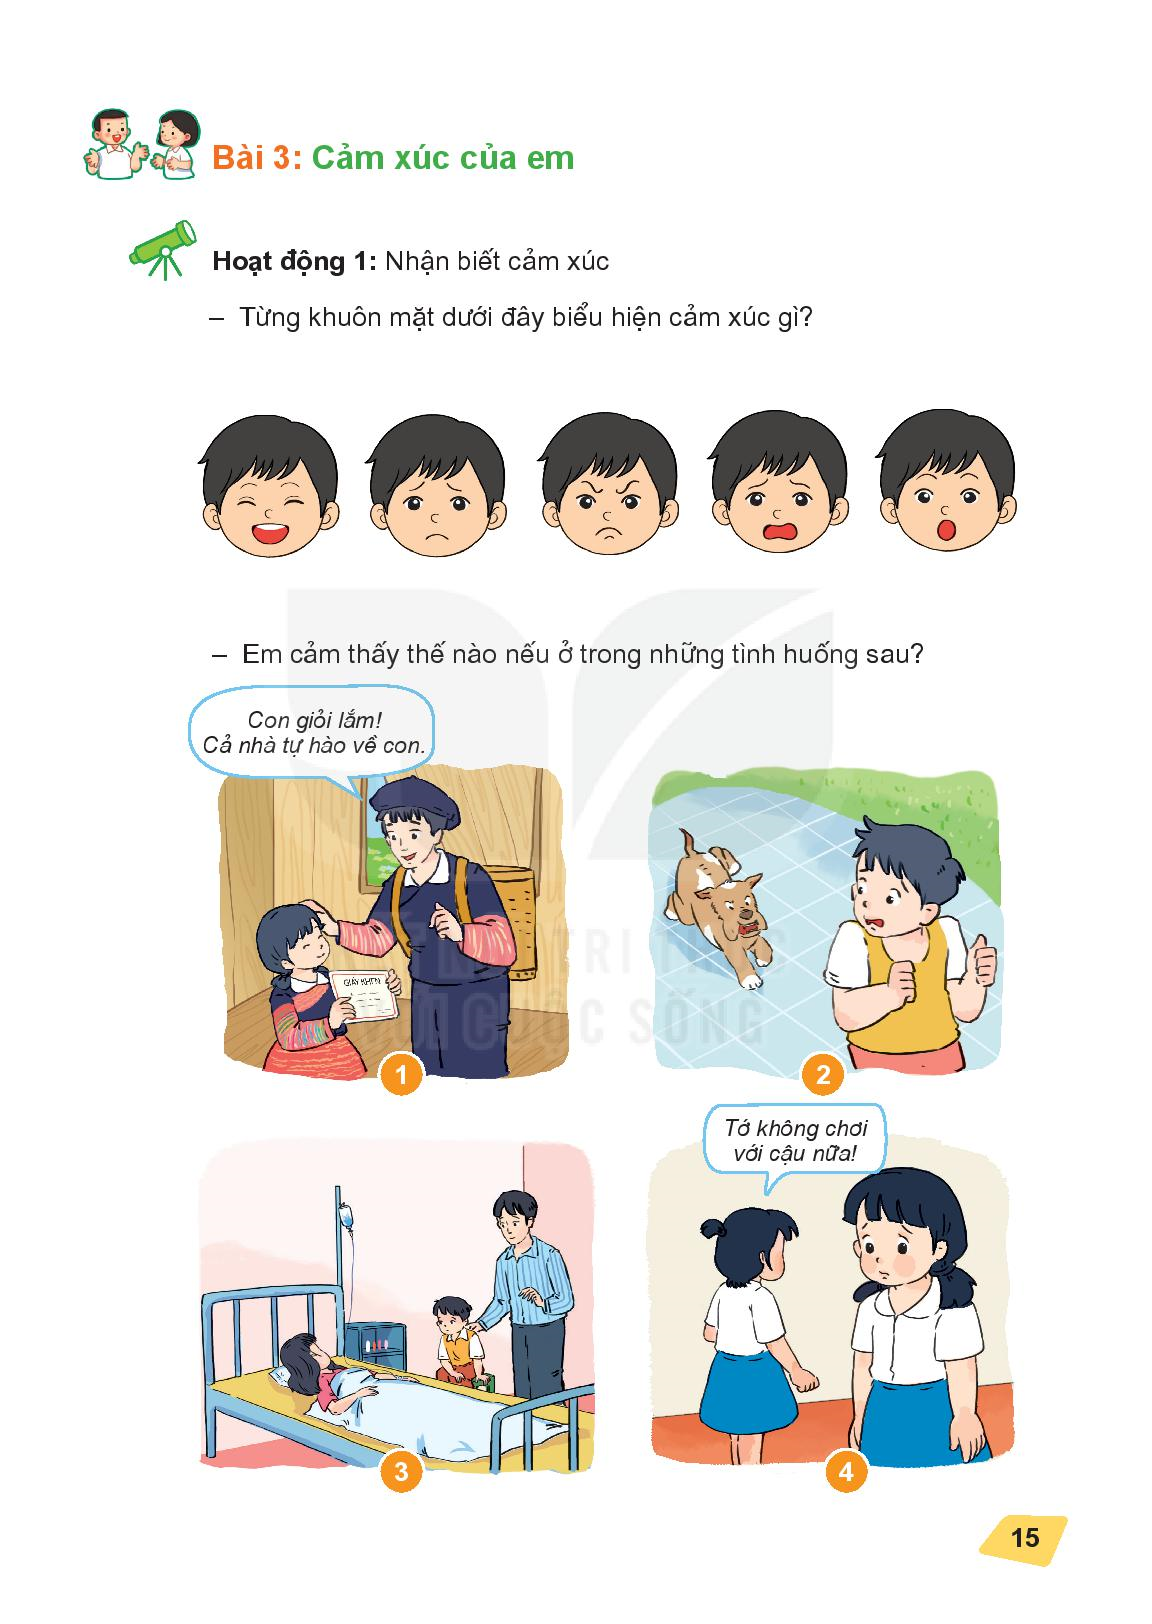 Bài 3: Cảm xúc của em
Hoạt động 1: Nhận biết cảm xúc
– Từng khuôn mặt dưới đây biểu hiện cảm xúc gì?
– Em cảm thấy thế nào nếu ở trong những tình huống sau?
Con giỏi lắm!
Cả nhà tự hào về con.
GIẤY KHEN
1
2
Tớ không chơi
với cậu nữa!
3
4
15